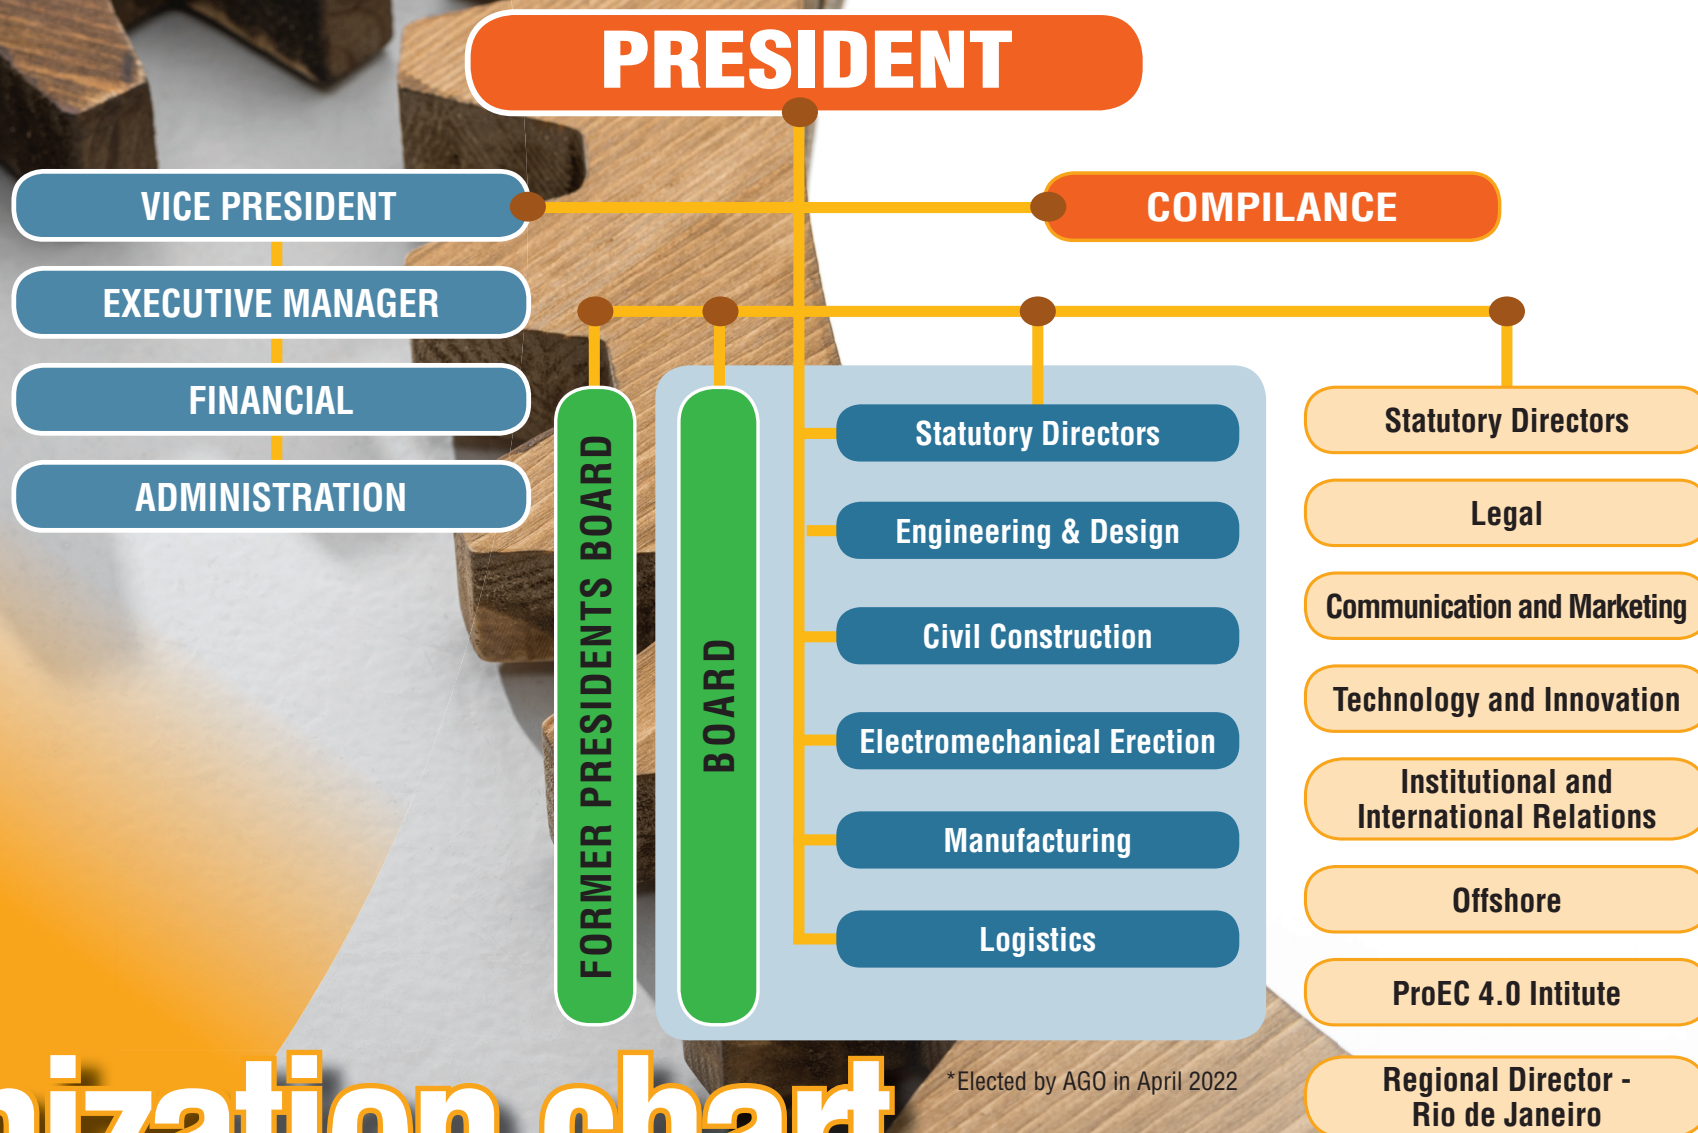 PRESIDENT
VICE PRESIDENT
COMPILANCE
EXECUTIVE MANAGER
FINANCIAL
ADMINISTRATION
FORMER PRESIDENTS BOARD
BOARD
Statutory Directors
Engineering & Design
Civil Construction
Electromechanical Erection
Manufacturing
Logistics
Statutory Directors
Legal
Communication and Marketing
Technology and Innovation
Institutional and
International Relations
Offshore
ProEC 4.0 Intitute
Regional Director -
Rio de Janeiro
*Elected by AGO in April 2022
nization chart